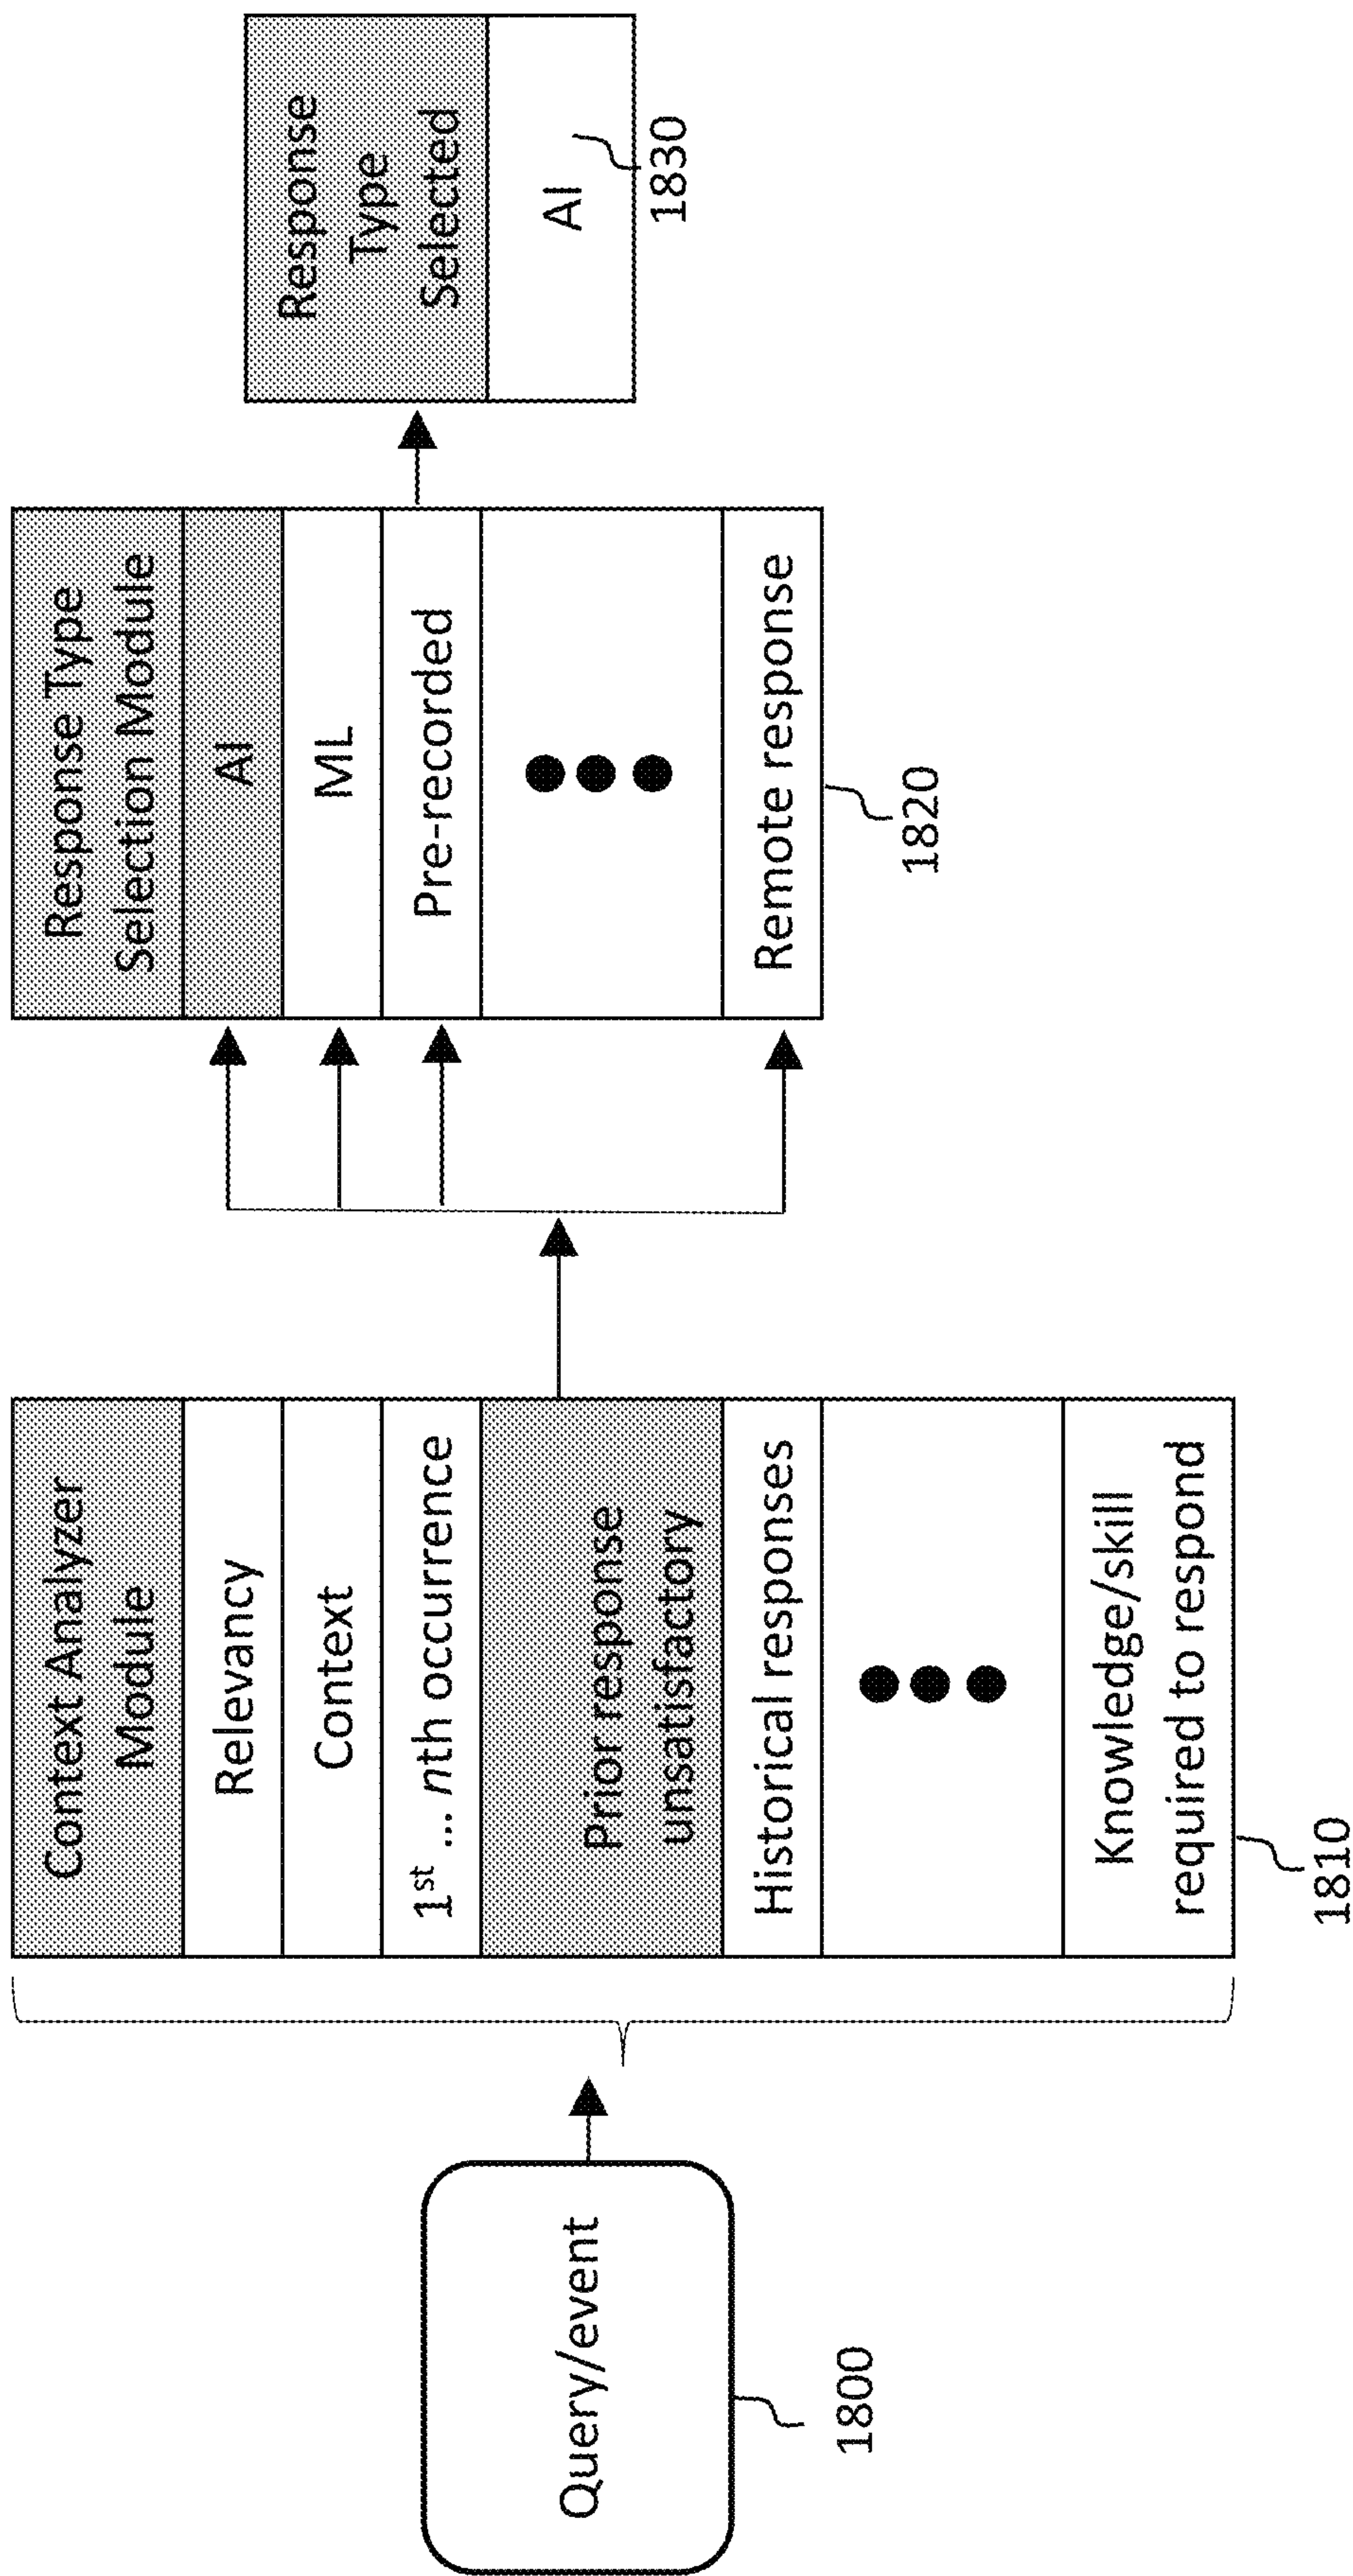 Query/event
1800
Context Analyzer
Module
Relevancy
Context
1st ... nth occurrence
Prior response
unsatisfactory
Historical responses
Knowledge/skill
required to respond
1810
Response Type
Selection Module
AI
ML
Pre-recorded
Remote response
1820
Response
Type
Selected
AI
1830